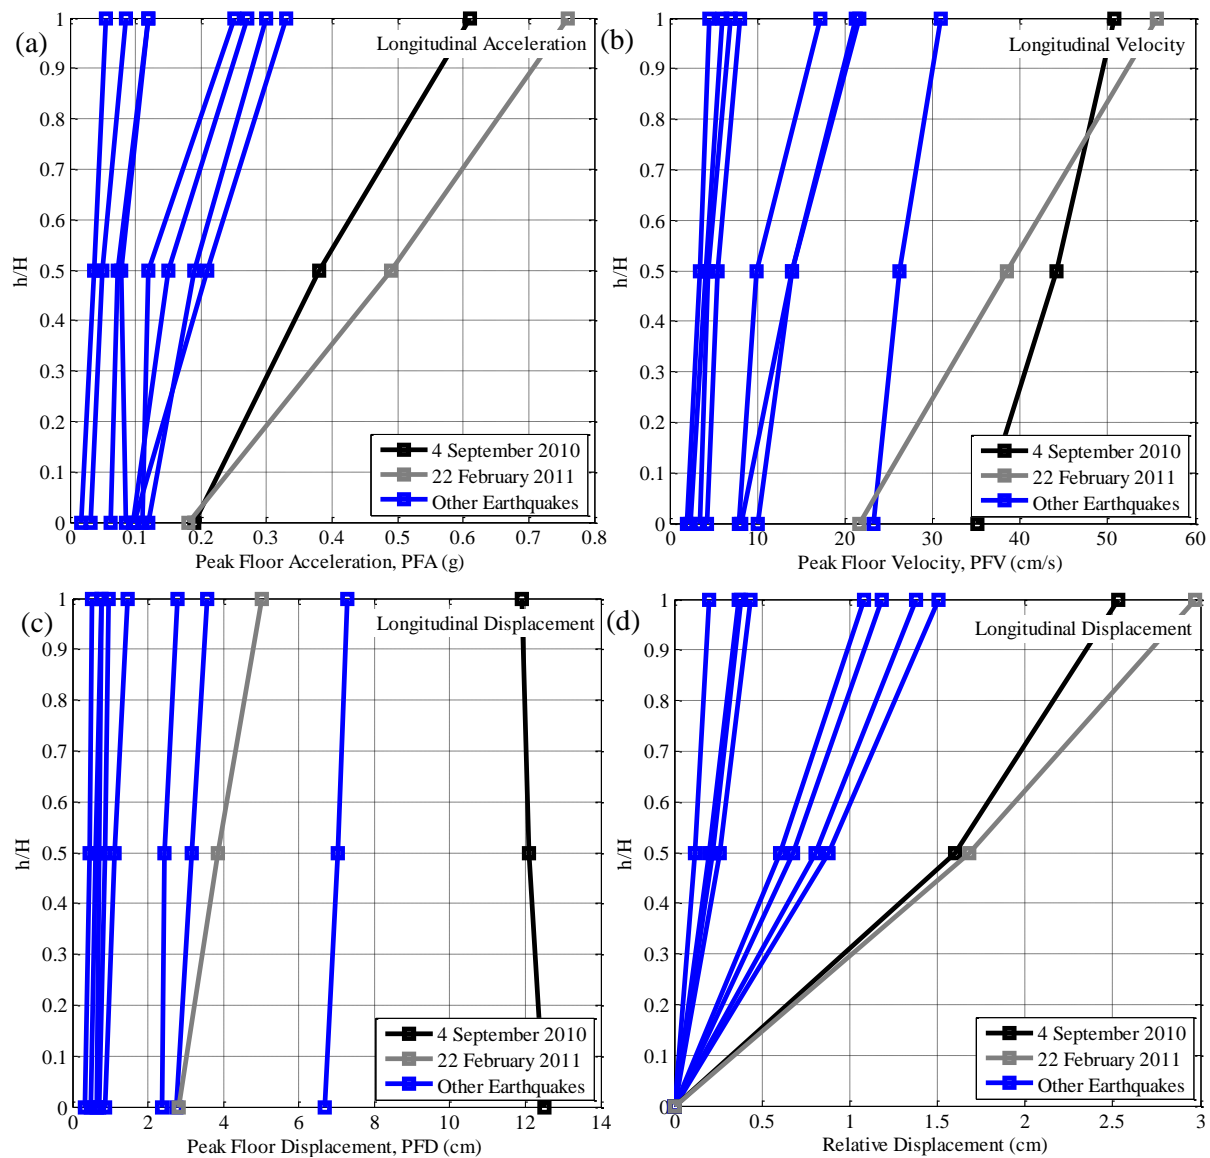 (a)
Longitudinal Acceleration
h/H
1
0.9
0.8
0.7
0.6
0.5
0.4
0.3
0.2
0.1
0
4 September 2010
22 February 2011
Other Earthquakes
0 0.1 0.2 0.3 0.4 0.5 0.6 0.7 0.8
Peak Floor Acceleration, PFA (g)
(b)
Longitudinal Velocity
h/H
1
0.9
0.8
0.7
0.6
0.5
0.4
0.3
0.2
0.1
0
4 September 2010
22 February 2011
Other Earthquakes
0 10 20 30 40 50 60
Peak Floor Velocity, PFV (cm/s)
(c)
Longitudinal Displacement
h/H
1
0.9
0.8
0.7
0.6
0.5
0.4
0.3
0.2
0.1
0
4 September 2010
22 February 2011
Other Earthquakes
0 2 4 6 8 10 12 14
Peak Floor Displacement, PFD (cm)
(d)
Longitudinal Displacement
h/H
1
0.9
0.8
0.7
0.6
0.5
0.4
0.3
0.2
0.1
0
4 September 2010
22 February 2011
Other Earthquakes
0 0.5 1 1.5 2 2.5 3
Relative Displacement (cm)